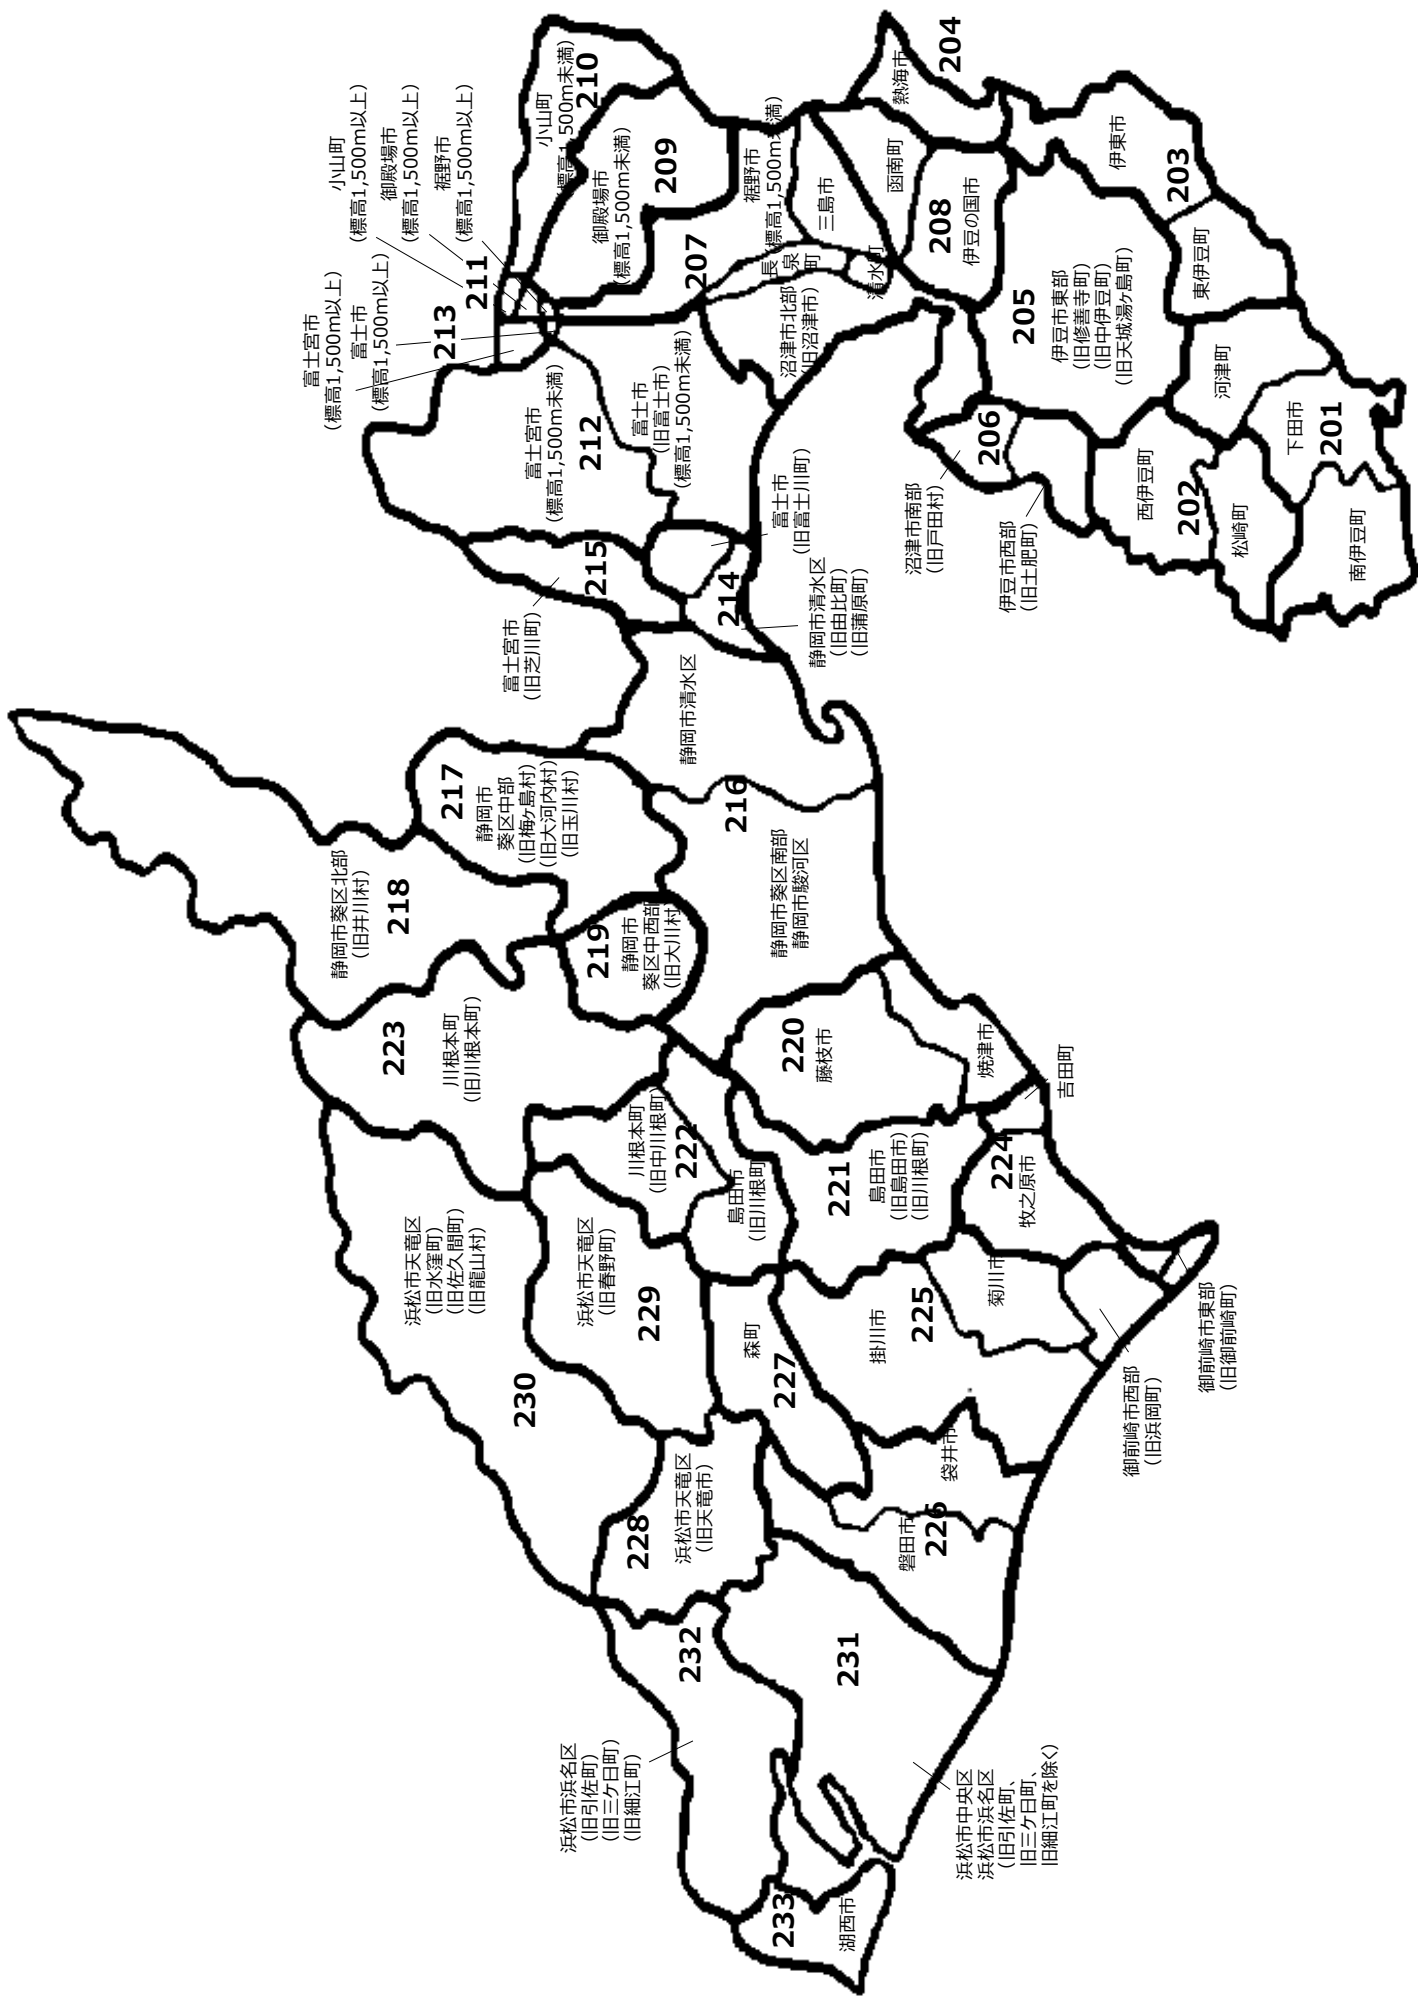 小山町
(標高1,500m以上)
御殿場市
(標高1,500m以上)
裾野市
(標高1,500m以上)
211
富士宮市
(標高1,500m以上)
富士市
(標高1,500m以上)
213
小山町
(標高1,500m未満)
210
御殿場市
(標高1,500m未満)
209
裾野市
(標高1,500m未満)
207
三島市
長泉町
清水町
沼津市北部
(旧沼津市)
熱海市
204
函南町
208
伊豆の国市
伊東市
203
東伊豆町
205
伊豆市東部
(旧修善寺町)
(旧中伊豆町)
(旧天城湯ヶ島町)
河津町
下田市
201
南伊豆町
西伊豆町
202
松崎町
206
沼津市南部
(旧戸田村)
伊豆市西部
(旧土肥町)
富士宮市
(標高1,500m未満)
212
富士市
(旧富士市)
(標高1,500m未満)
富士市
(旧富士川町)
214
静岡市清水区
(旧由比町)
(旧蒲原町)
215
富士宮市
(旧芝川町)
静岡市清水区
216
静岡市葵区南部
静岡市駿河区
217
静岡市
葵区中部
(旧梅ヶ島村)
(旧大河内村)
(旧玉川村)
静岡市葵区北部
(旧井川村)
218
219
静岡市
葵区中西部
(旧大川村)
223
川根本町
(旧川根本町)
220
藤枝市
焼津市
吉田町
川根本町
(旧中川根町)
222
島田市
(旧川根町)
221
島田市
(旧島田市)
(旧川根町)
224
牧之原市
菊川市
225
掛川市
御前崎市東部
(旧御前崎町)
御前崎市西部
(旧浜岡町)
浜松市天竜区
(旧水窪町)
(旧佐久間町)
(旧龍山村)
230
浜松市天竜区
(旧春野町)
229
森町
227
袋井市
226
磐田市
228
浜松市天竜区
(旧天竜市)
232
231
浜松市浜名区
(旧引佐町)
(旧三ケ日町)
(旧細江町)
浜松市中央区
浜松市浜名区
(旧引佐町、
旧三ケ日町、
旧細江町を除く)
233
湖西市